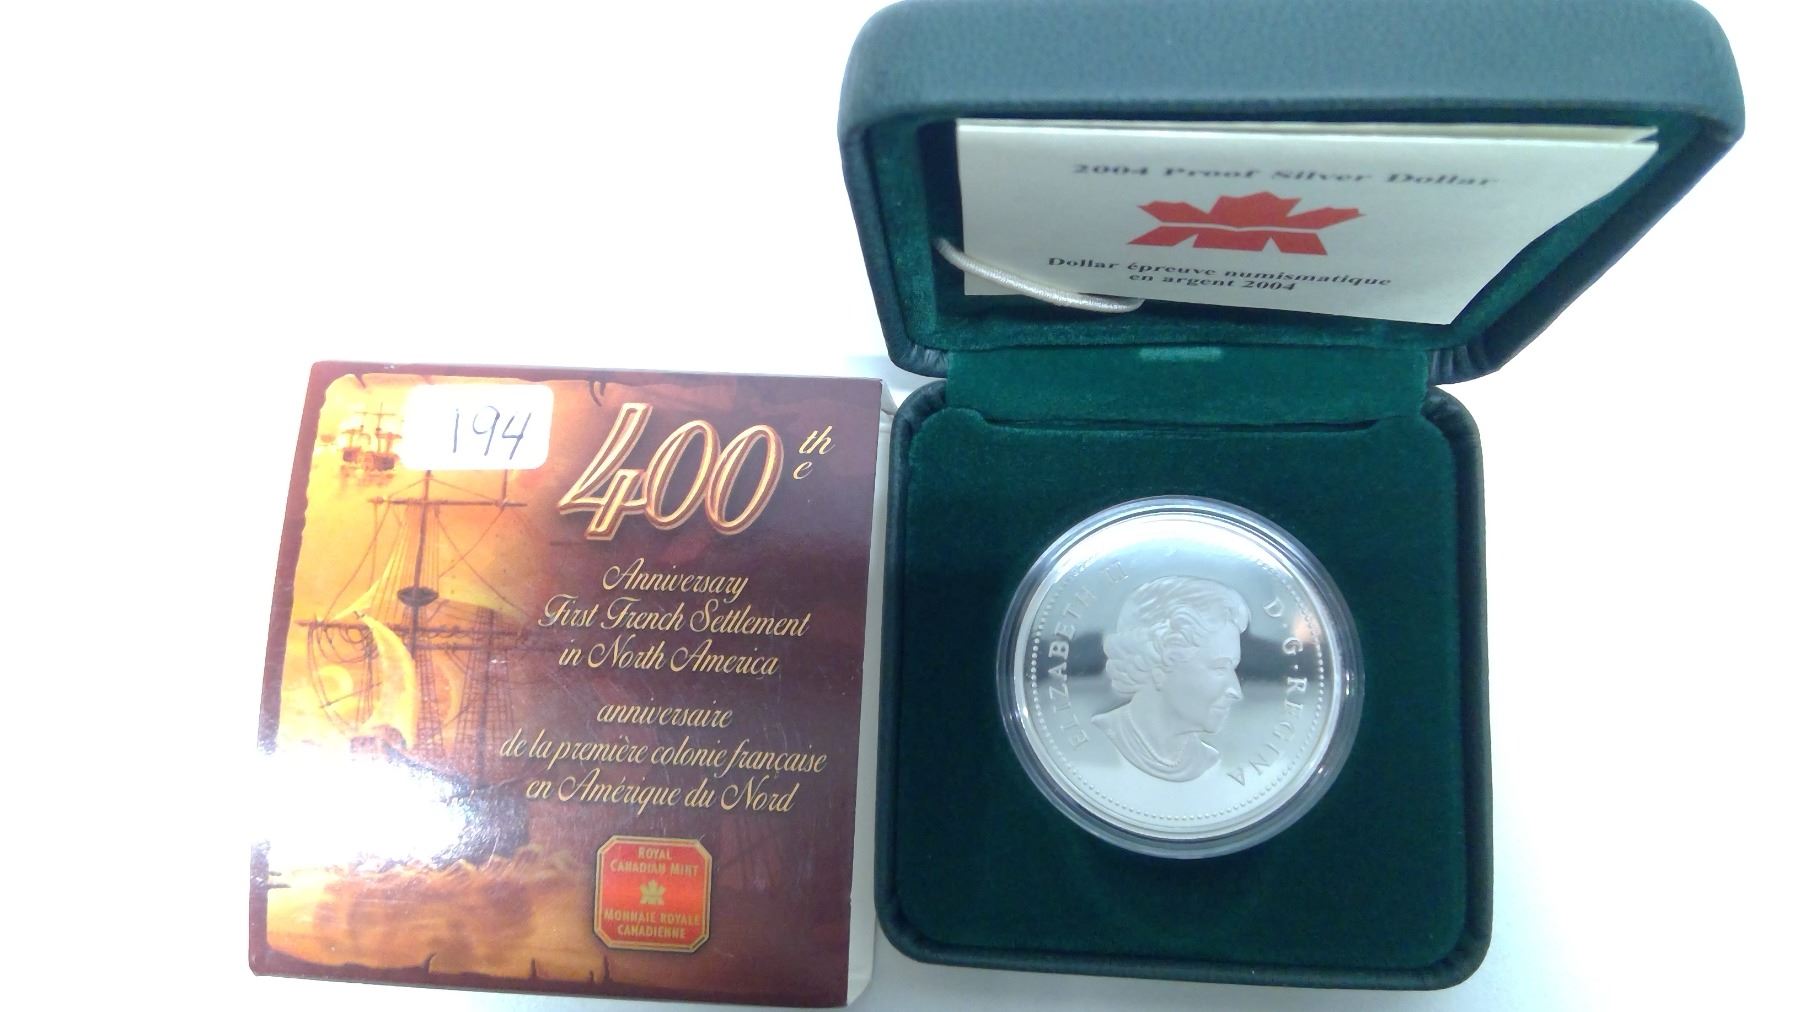 194
400th
e
Anniversary
First French Settlement
in North America
anniversaire
de la première colonie française
en Amérique du Nord
ROYAL
CANADIAN MINT
MONNAIE ROYALE
CANADIENNE
2004 Proof Silver Dollar
Dollar épreuve numismatique
en argent 2004
ELIZABETH II D·G·REGINA